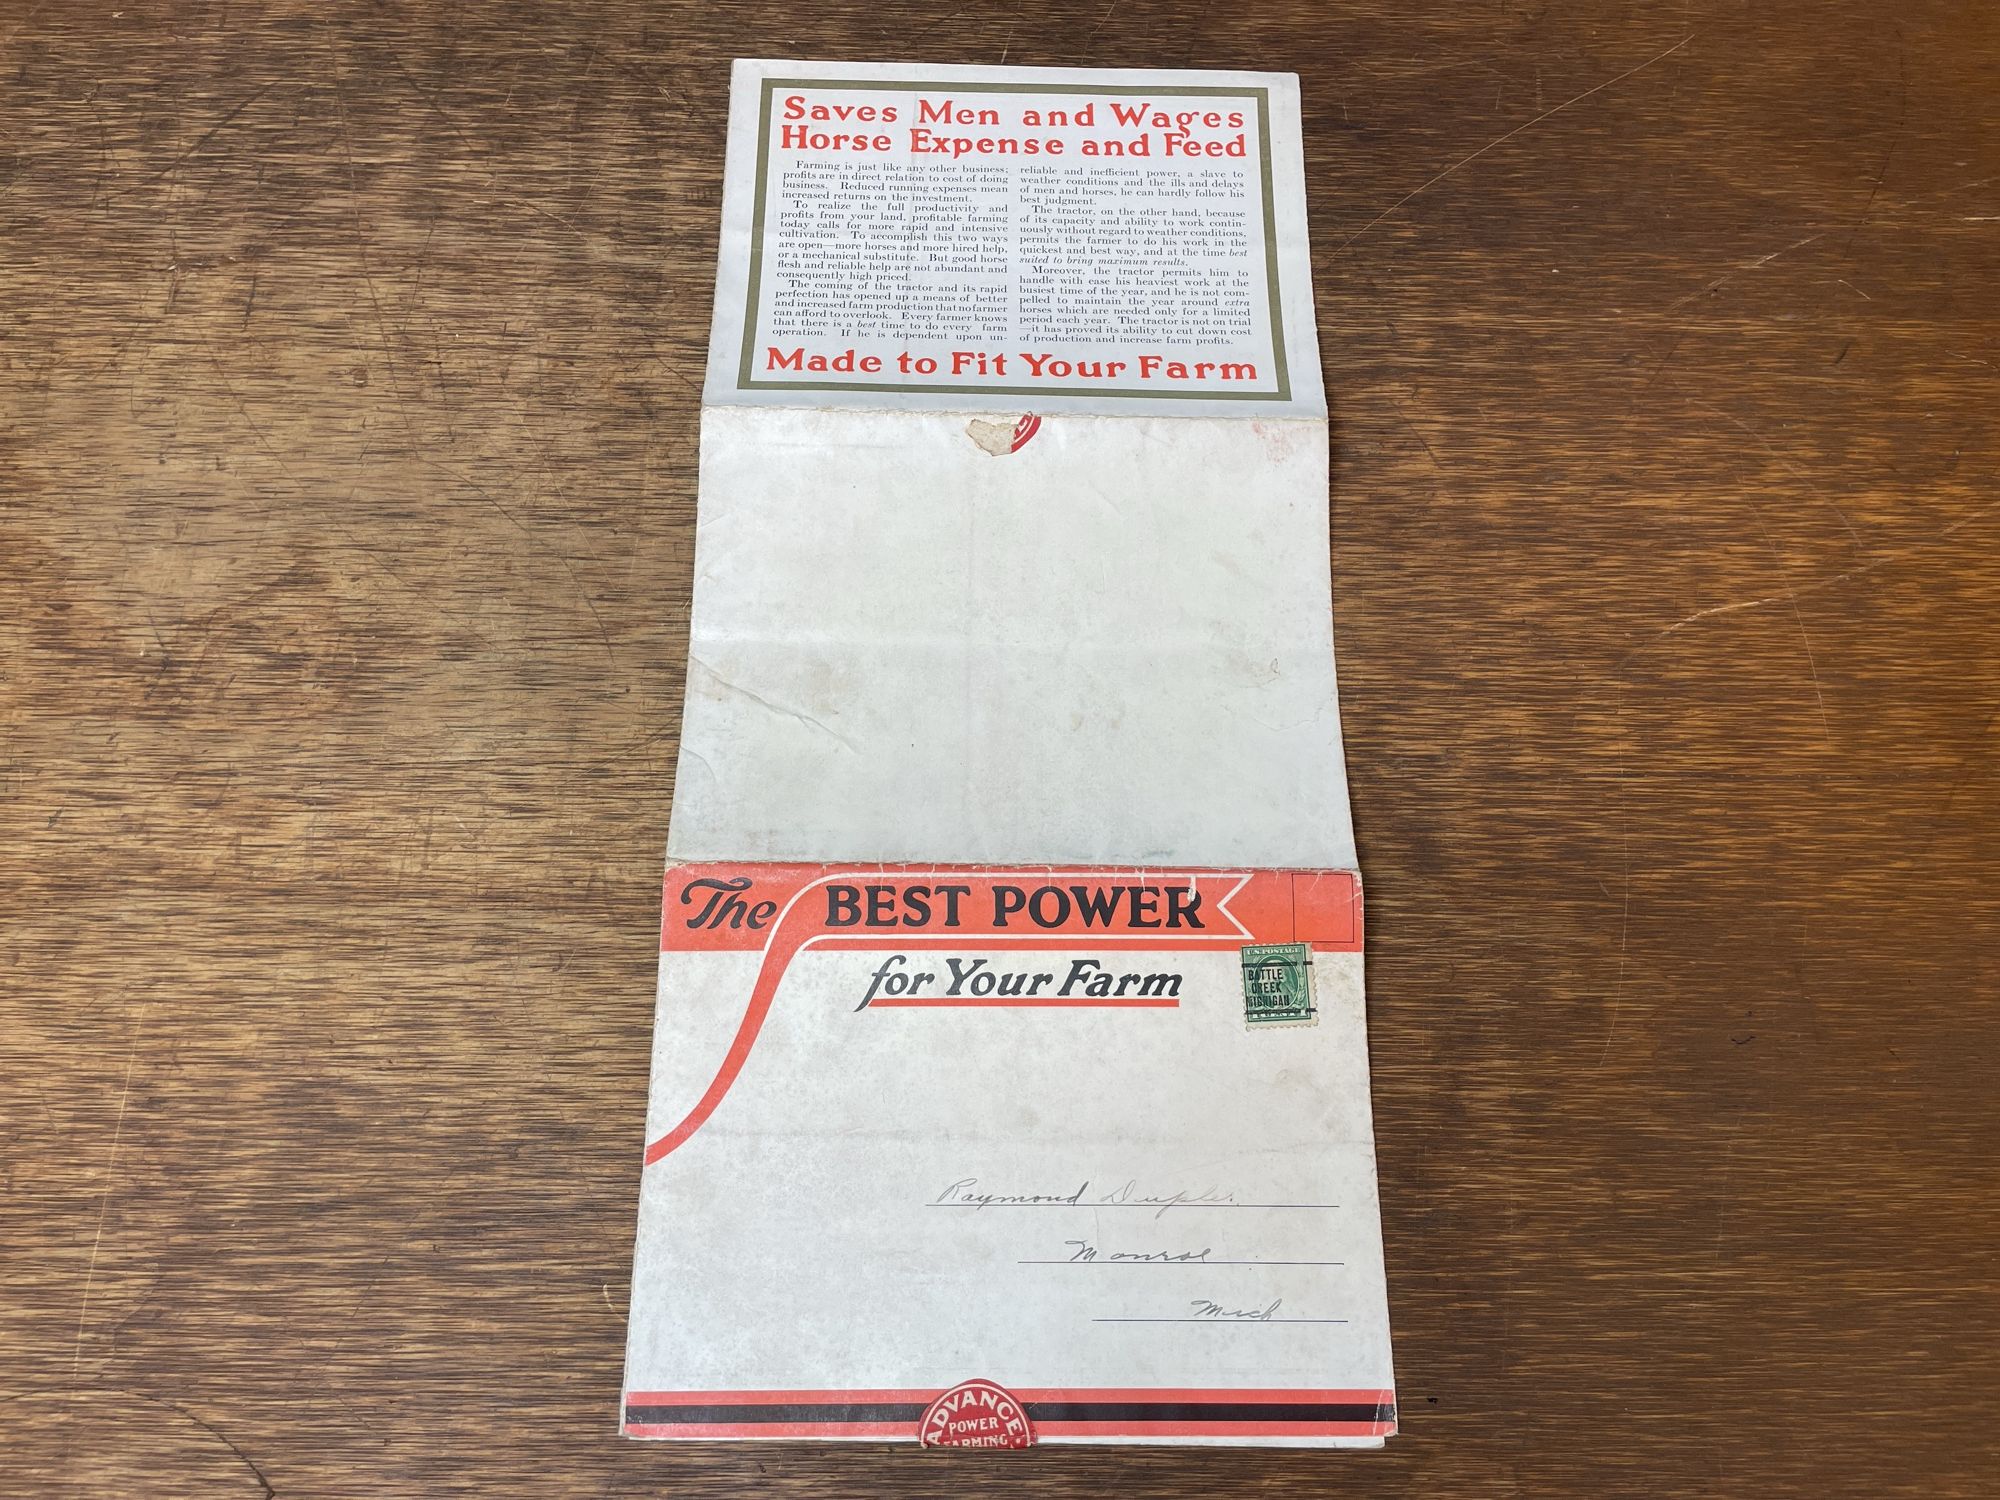 Saves Men and Wages
Horse Expense and Feed
Farming is just like any other business;
profits are in direct relation to cost of doing
business. Reduced running expenses mean
increased returns on the investment.
To realize the full productivity and
profits from your land, profitable farming
today calls for more rapid and intensive
cultivation. To accomplish this two ways
are open—more horses and more hired help,
or a mechanical substitute. But good horse
flesh and reliable help are not abundant and
consequently high priced.
The coming of the tractor and its rapid
perfection has opened up a means of better
and increased farm production that no farmer
can afford to overlook. Every farmer knows
that there is a best time to do every farm
operation. If he is dependent upon un-
reliable and inefficient power, a slave to
weather conditions and the ills and delays
of men and horses, he can hardly follow his
best judgment.
The tractor, on the other hand, because
of its capacity and ability to work contin-
uously without regard to weather conditions,
permits the farmer to do his work in the
quickest and best way, and at the time best
suited to bring maximum results.
Moreover, the tractor permits him to
handle with ease his heaviest work at the
busiest time of the year, and he is not com-
pelled to maintain the year around extra
horses which are needed only for a limited
period each year. The tractor is not on trial
—it has proved its ability to cut down cost
of production and increase farm profits.
Made to Fit Your Farm
The BEST POWER
for Your Farm
U.S. POSTAGE
BATTLE
CREEK
MICHIGAN
Raymond
Monroe
Mich
ADVANCE
POWER
FARMING